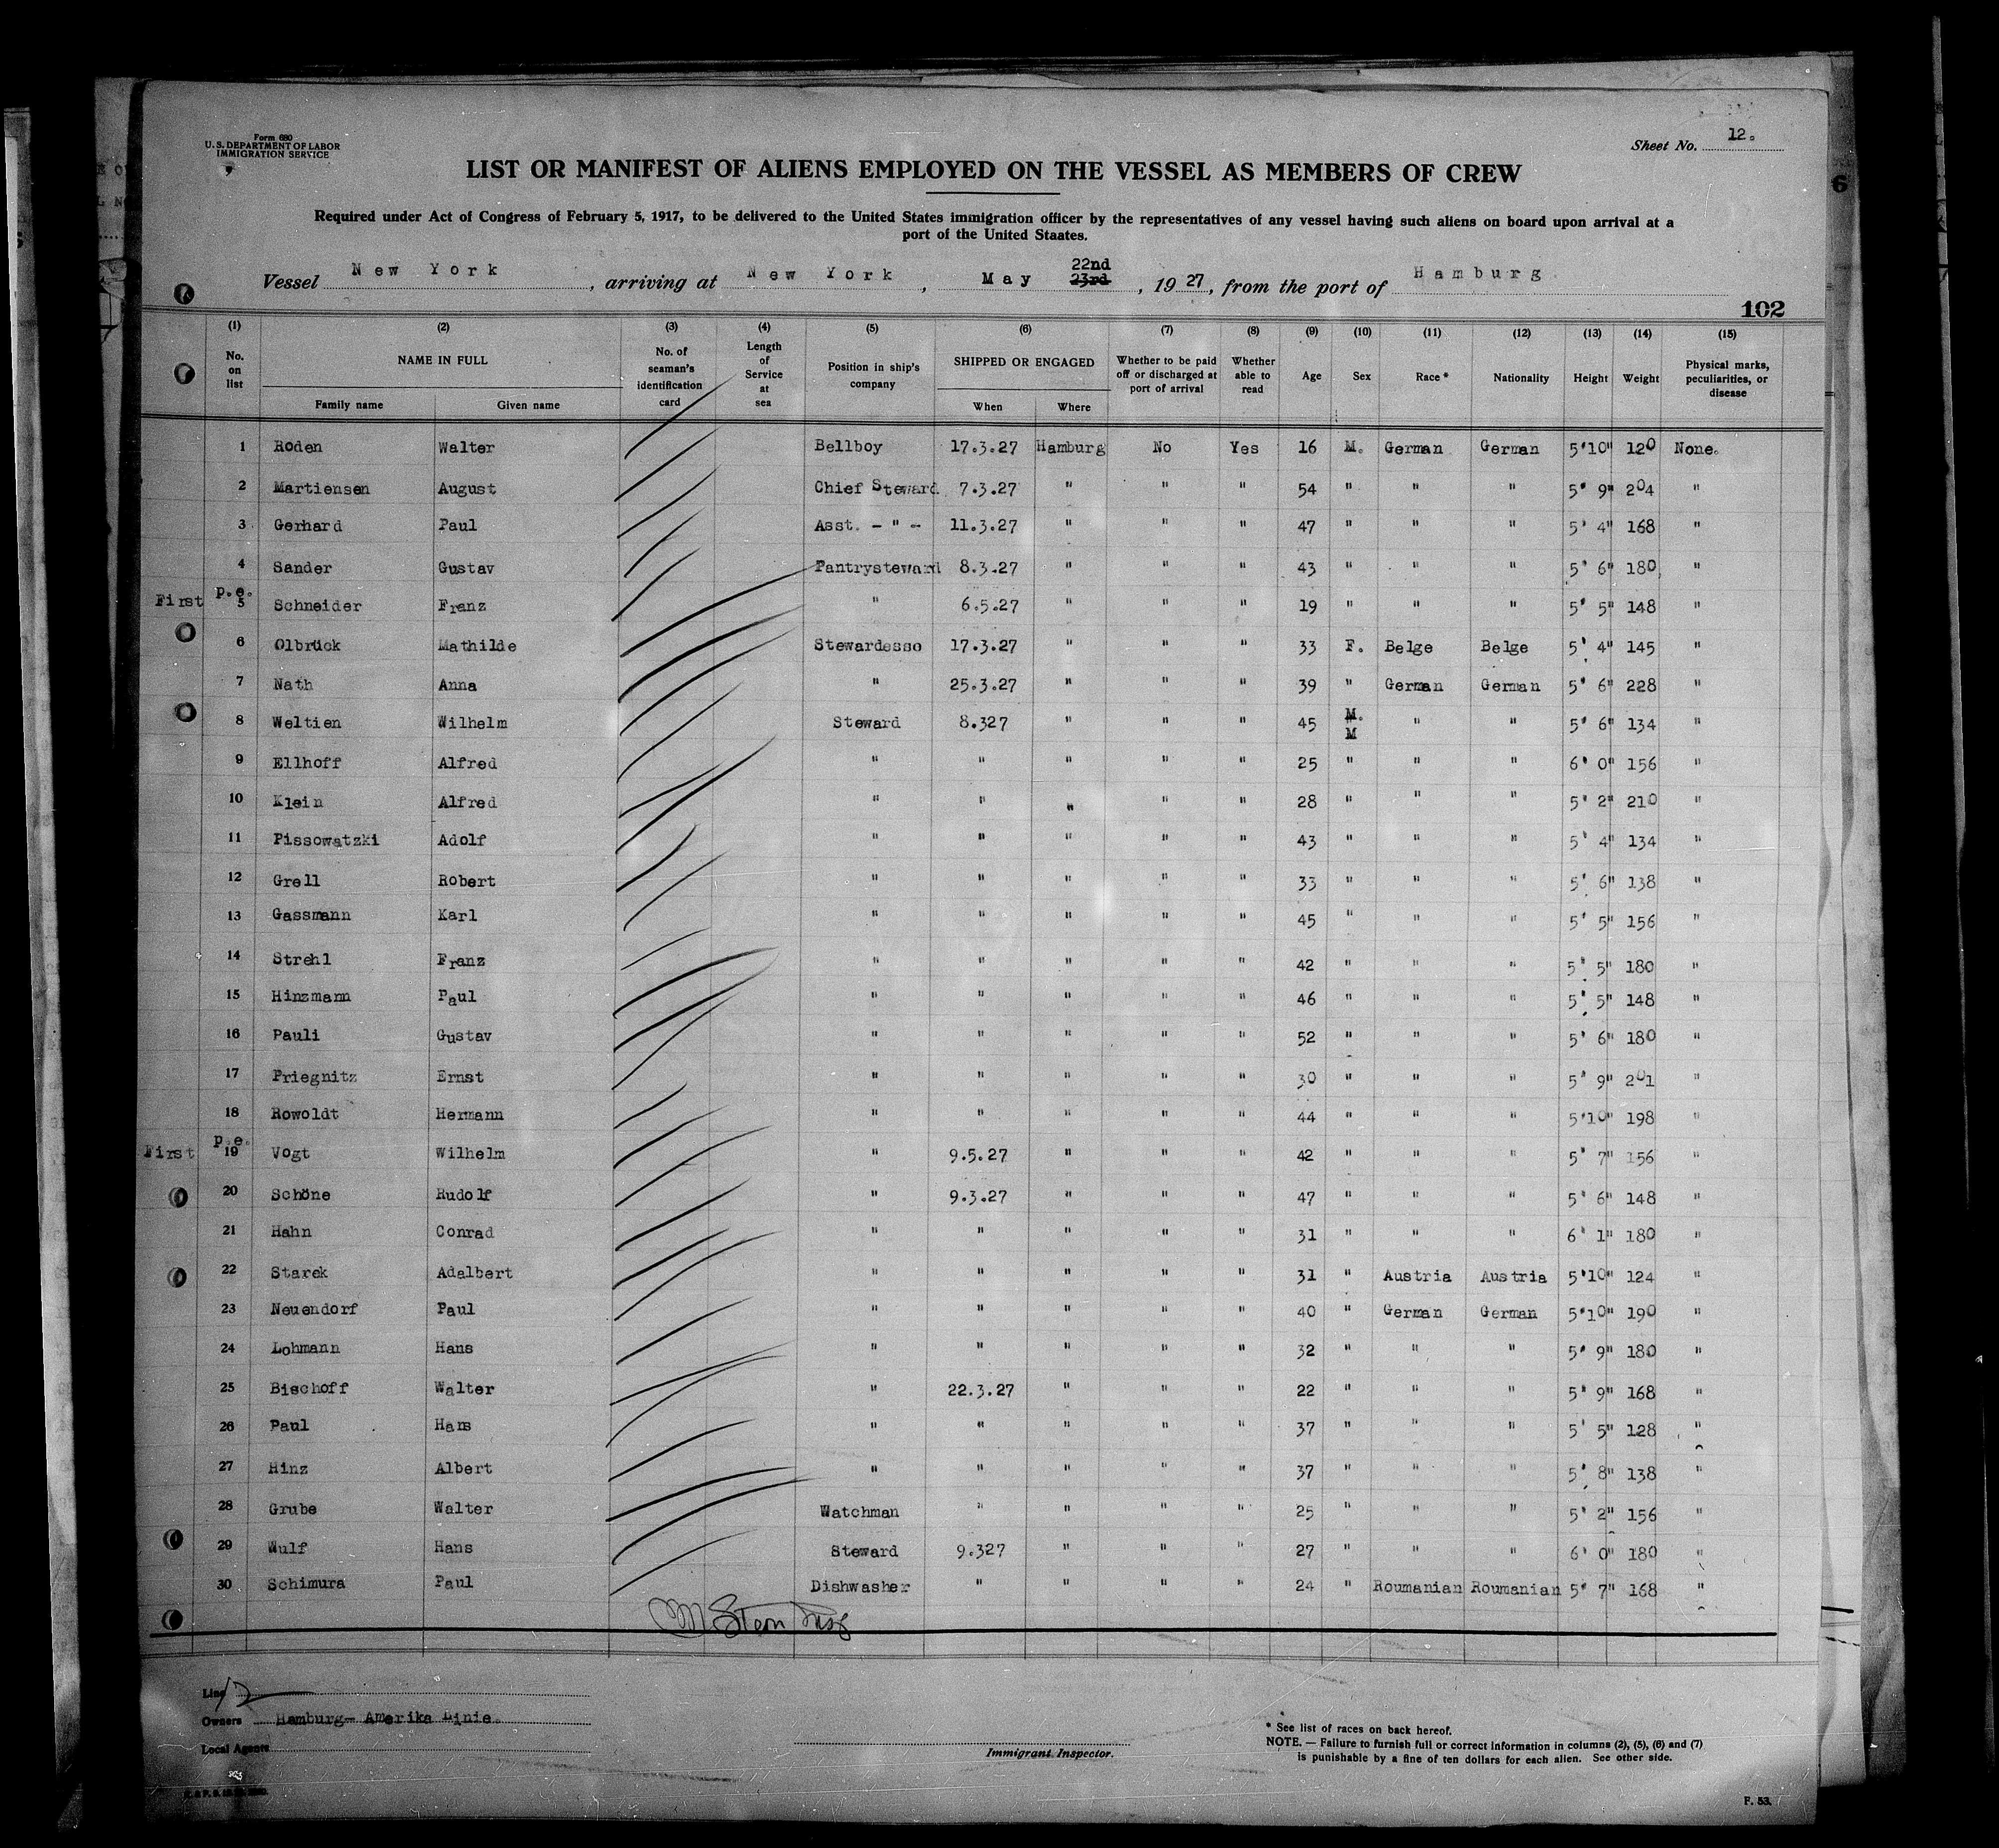 Form 680
U. S. DEPARTMENT OF LABOR
IMMIGRATION SERVICE
Sheet No. 12.
LIST OR MANIFEST OF ALIENS EMPLOYED ON THE VESSEL AS MEMBERS OF CREW
Required under Act of Congress of February 5, 1917, to be delivered to the United States immigration officer by the representatives of any vessel having such aliens on board upon arrival at a
port of the United Staates.
22nd
Vessel New York, arriving at New York, May 23rd, 1927, from the port of Hamburg
102
(1) (2) (3) (4) (5) (6) (7) (8) (9) (10) (11) (12) (13) (14) (15)
No. on list NAME IN FULL Family name Given name No. of seaman's identification card Length of Service at sea Position in ship's company SHIPPED OR ENGAGED When Where Whether to be paid off or discharged at port of arrival Whether able to read Age Sex Race * Nationality Height Weight Physical marks, peculiarities, or disease
1 Roden Walter Bellboy 17.3.27 Hamburg No Yes 16 M. German German 5'10" 120 None.
2 Martiensen August Chief Steward 7.3.27 " " " 54 " " " 5' 9" 204 "
3 Gerhard Paul Asst. - " - 11.3.27 " " " 47 " " " 5' 4" 168 "
4 Sander Gustav Pantrysteward 8.3.27 " " " 43 " " " 5' 6" 180 "
First p.e. 5 Schneider Franz " 6.5.27 " " " 19 " " " 5' 5" 148 "
6 Olbrück Mathilde Stewardesso 17.3.27 " " " 33 F. Belge Belge 5' 4" 145 "
7 Nath Anna " 25.3.27 " " " 39 " German German 5' 6" 228 "
8 Weltien Wilhelm Steward 8.327 " " " 45 M. M " " 5' 6" 134 "
9 Ellhoff Alfred " " " " " 25 " " " 6' 0" 156 "
10 Klein Alfred " " " " " 28 " " " 5' 2" 210 "
11 Pissowatzki Adolf " " " " " 43 " " " 5' 4" 134 "
12 Grell Robert " " " " " 33 " " " 5' 6" 138 "
13 Gassmann Karl " " " " " 45 " " " 5' 5" 156 "
14 Strehl Franz " " " " " 42 " " " 5' 5" 180 "
15 Hinzmann Paul " " " " " 46 " " " 5' 5" 148 "
16 Pauli Gustav " " " " " 52 " " " 5' 6" 180 "
17 Priegnitz Ernst " " " " " 30 " " " 5' 9" 201 "
18 Rowoldt Hermann " " " " " 44 " " " 5'10" 198 "
First p.e. 19 Vogt Wilhelm " 9.5.27 " " " 42 " " " 5' 7" 156 "
20 Schöne Rudolf " 9.3.27 " " " 47 " " " 5' 6" 148 "
21 Hahn Conrad " " " " " 31 " " " 6' 1" 180 "
22 Starek Adalbert " " " " " 31 " Austria Austria 5'10" 124 "
23 Neuendorf Paul " " " " " 40 " German German 5'10" 190 "
24 Lohmann Hans " " " " " 32 " " " 5' 9" 180 "
25 Bischoff Walter " 22.3.27 " " " 22 " " " 5' 9" 168 "
26 Paul Hans " " " " " 37 " " " 5' 5" 128 "
27 Hinz Albert " " " " " 37 " " " 5' 8" 138 "
28 Grube Walter Watchman " " " " 25 " " " 5' 2" 156 "
29 Wulf Hans Steward 9.327 " " " 27 " " " 6' 0" 180 "
30 Schimura Paul Dishwasher " " " " 24 " Roumanian Roumanian 5' 7" 168 "
Stern
Line
Owners Hamburg- Amerika Linie.
Local Agents
Immigrant Inspector.
* See list of races on back hereof.
NOTE. — Failure to furnish full or correct information in columns (2), (5), (6) and (7)
is punishable by a fine of ten dollars for each alien. See other side.
F. 53.